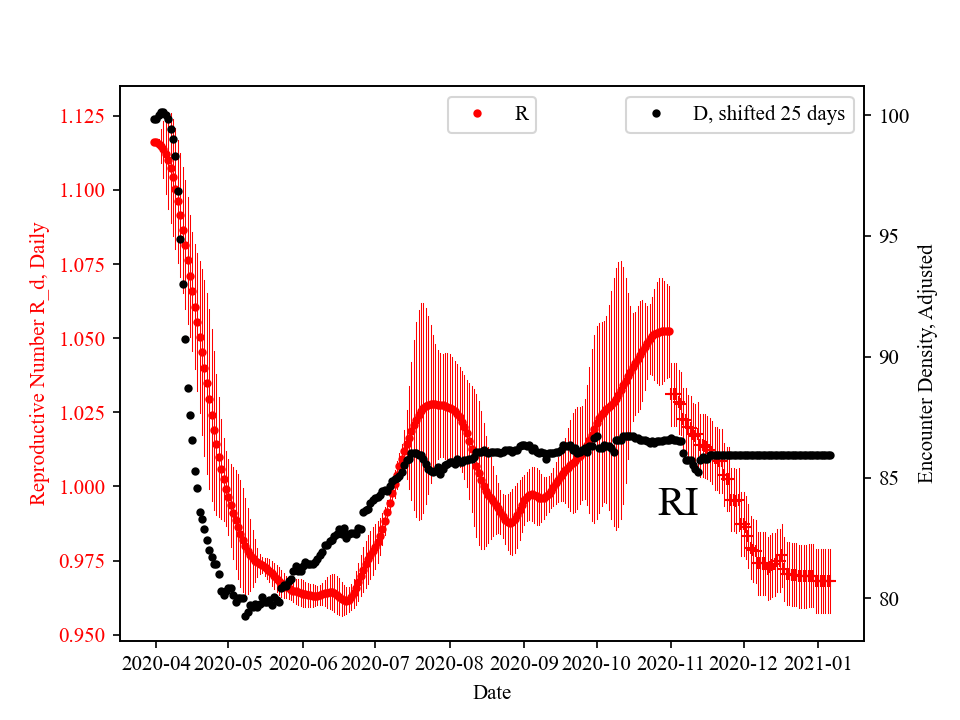 R
D, shifted 25 days
1.125
1.100
1.075
1.050
1.025
1.000
0.975
0.950
Reproductive Number R_d, Daily
100
95
90
85
80
Encounter Density, Adjusted
RI
2020-04 2020-05 2020-06 2020-07 2020-08 2020-09 2020-10 2020-11 2020-12 2021-01
Date